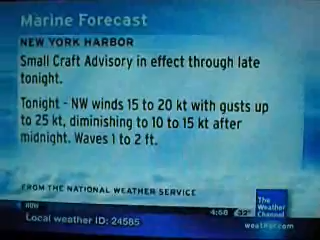 Marine Forecast
NEW YORK HARBOR
Small Craft Advisory in effect through late
tonight.
Tonight - NW winds 15 to 20 kt with gusts up
to 25 kt, diminishing to 10 to 15 kt after
midnight. Waves 1 to 2 ft.
FROM THE NATIONAL WEATHER SERVICE
NOW
4:58 32°
Local weather ID: 24585
The
Weather
Channel
weather.com